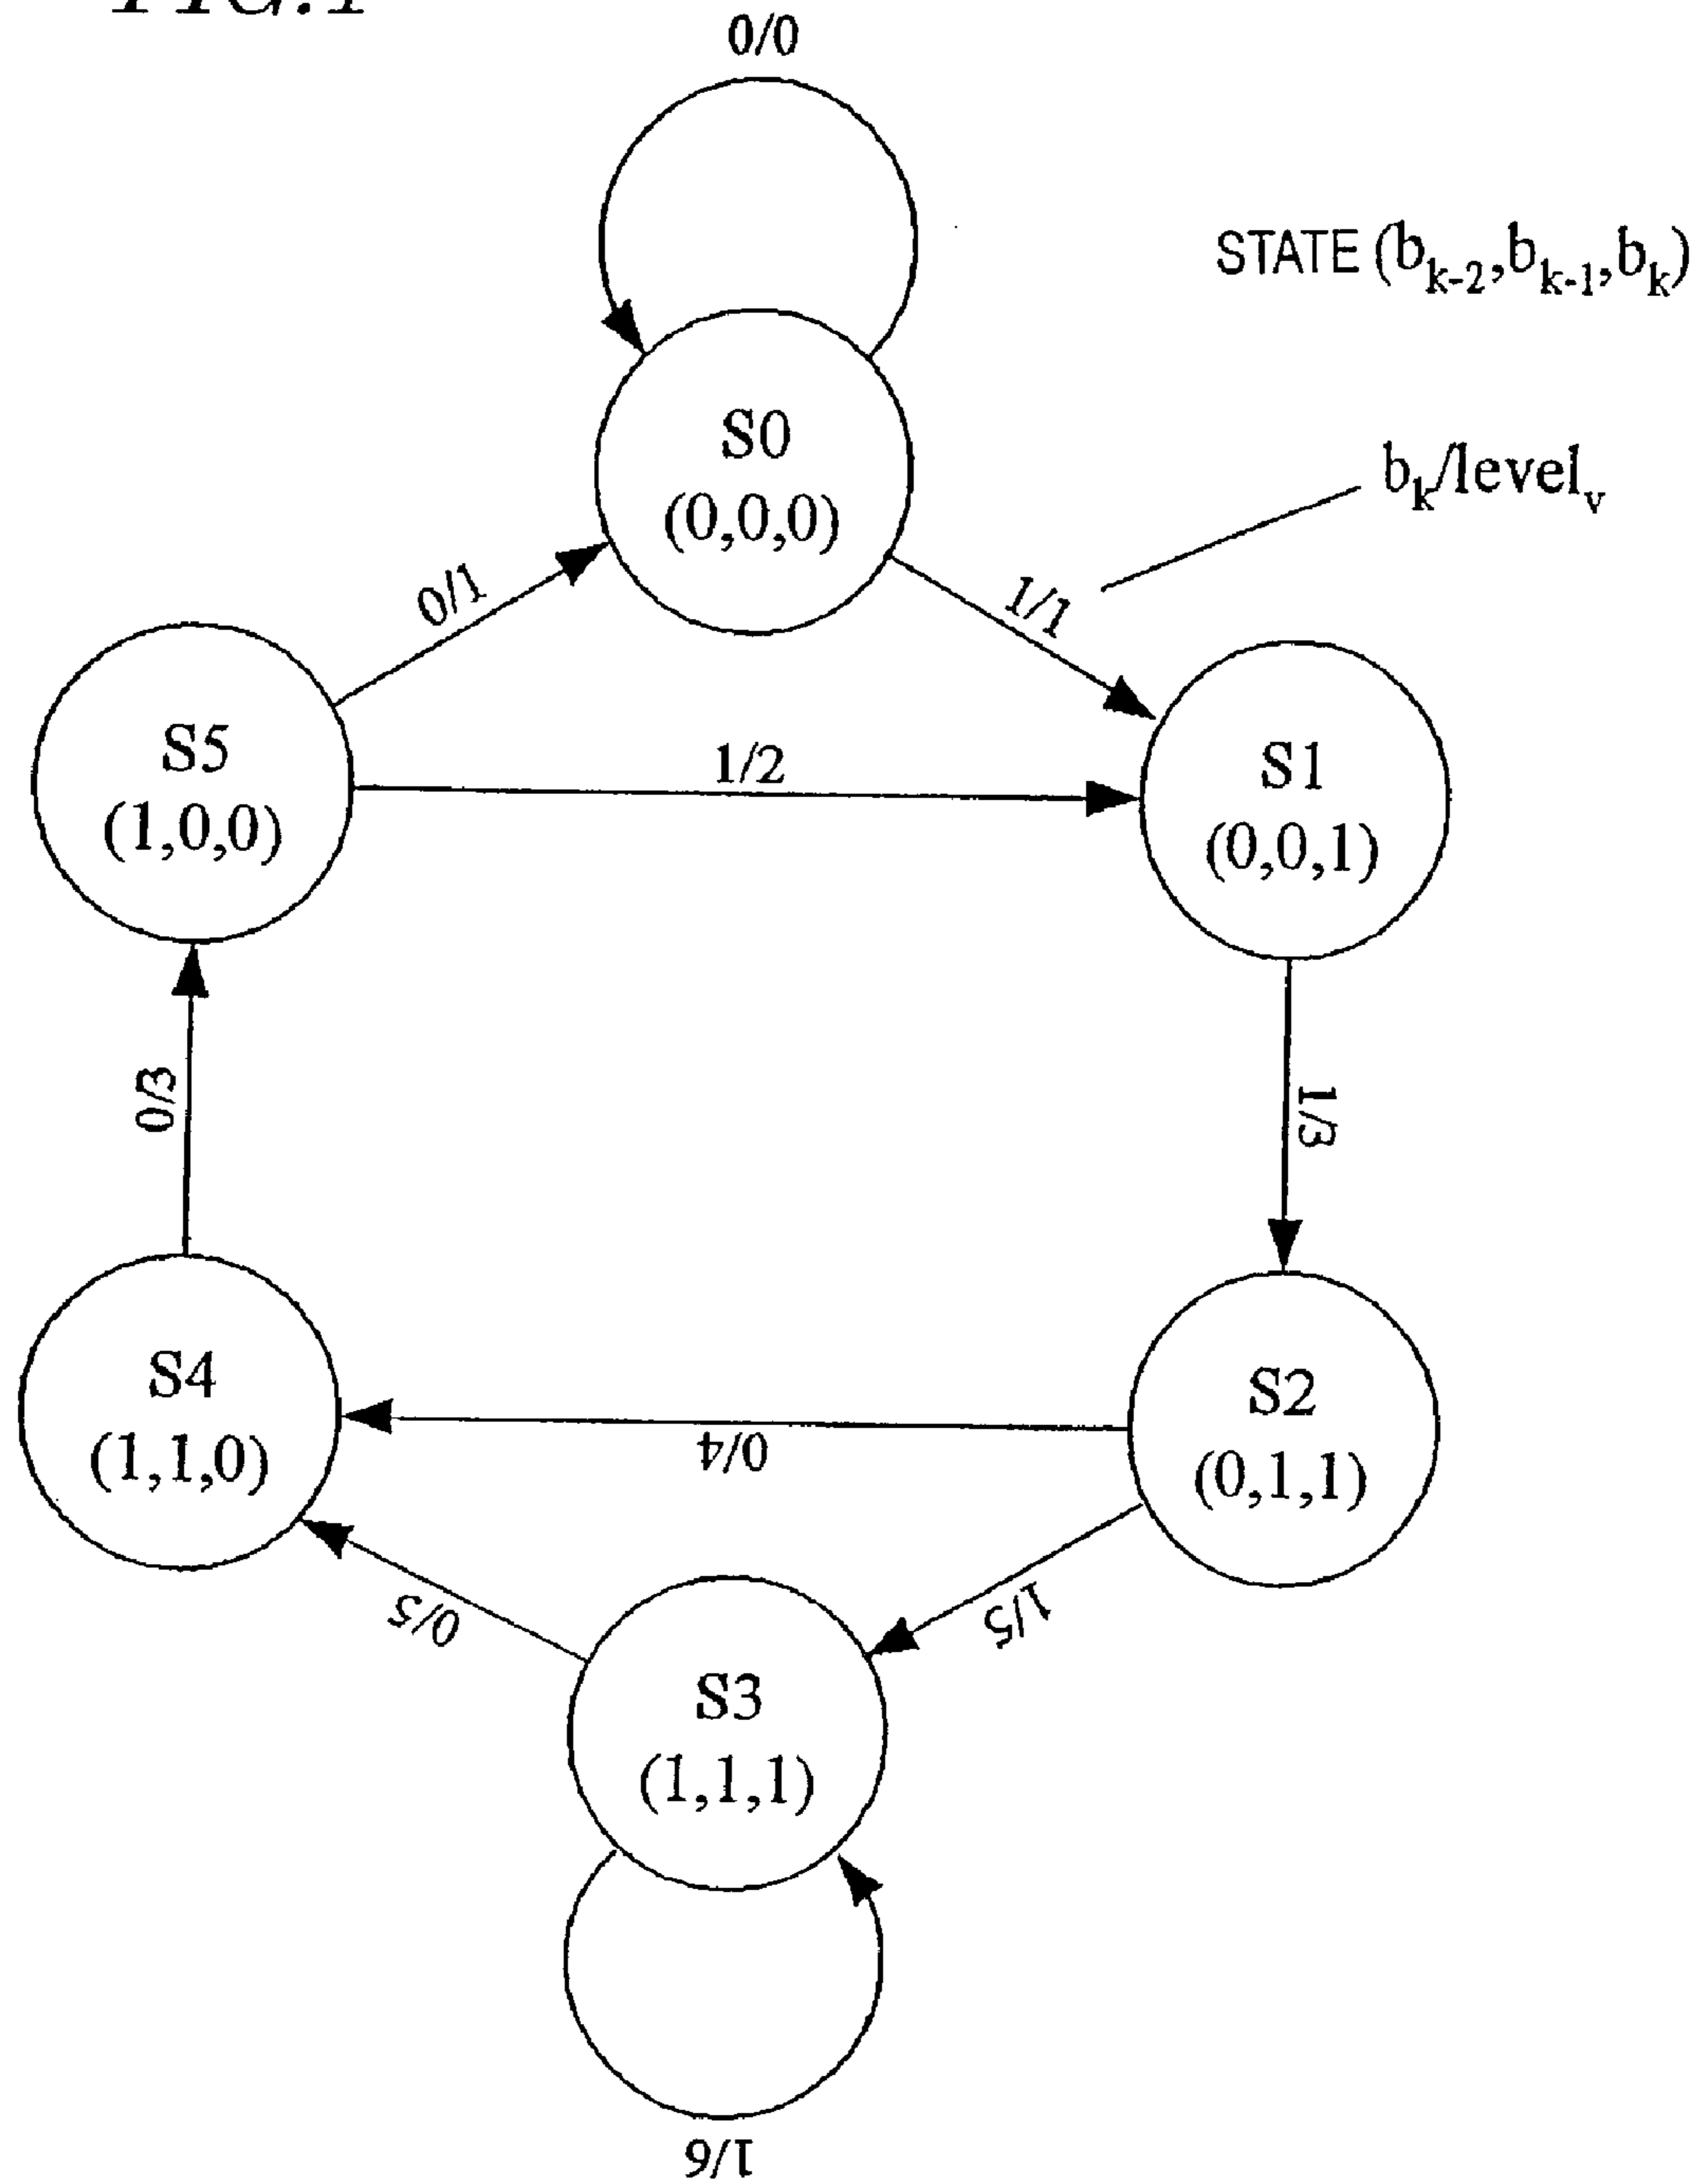 FIG.1
0/0
STATE (b_{k-2},b_{k-1},b_k)
S0
(0,0,0)
b_k/level_v
0/1
1/1
S5
(1,0,0)
1/2
S1
(0,0,1)
0/3
1/3
S4
(1,1,0)
0/4
S2
(0,1,1)
0/5
1/5
S3
(1,1,1)
1/6